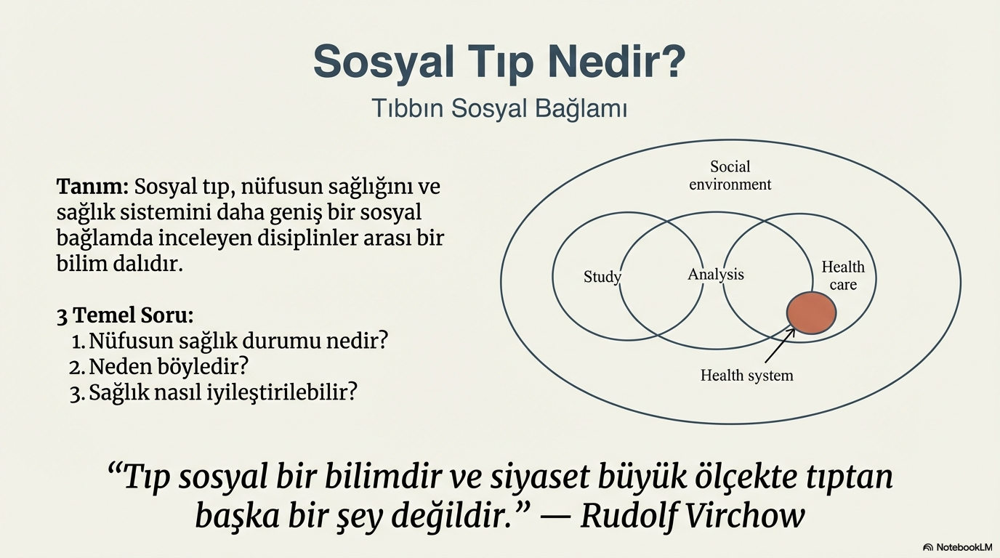 Sosyal Tıp Nedir?
Tıbbın Sosyal Bağlamı
Tanım: Sosyal tıp, nüfusun sağlığını ve
sağlık sistemini daha geniş bir sosyal
bağlamda inceleyen disiplinler arası bir
bilim dalıdır.
3 Temel Soru:
1. Nüfusun sağlık durumu nedir?
2. Neden böyledir?
3. Sağlık nasıl iyileştirilebilir?
Social
environment
Study
Analysis
Health
care
Health system
“Tıp sosyal bir bilimdir ve siyaset büyük ölçekte tıptan
başka bir şey değildir.” — Rudolf Virchow
NotebookLM